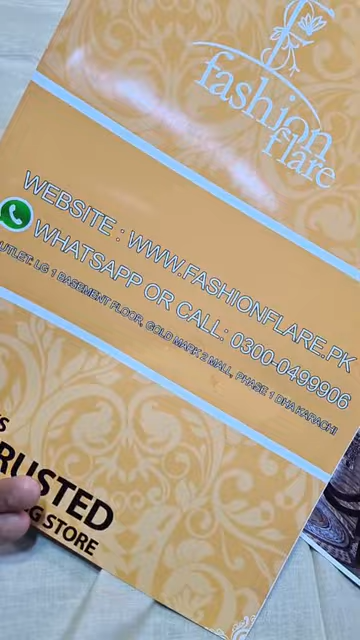 fashion
flare
WEBSITE : WWW.FASHIONFLARE.PK
WHATSAPP OR CALL: 0300-0499906
UTLET: LG 1 BASEMENT FLOOR, GOLD MARK 2 MALL, PHASE 1 DHA KARACHI
'S
RUSTED
G STORE